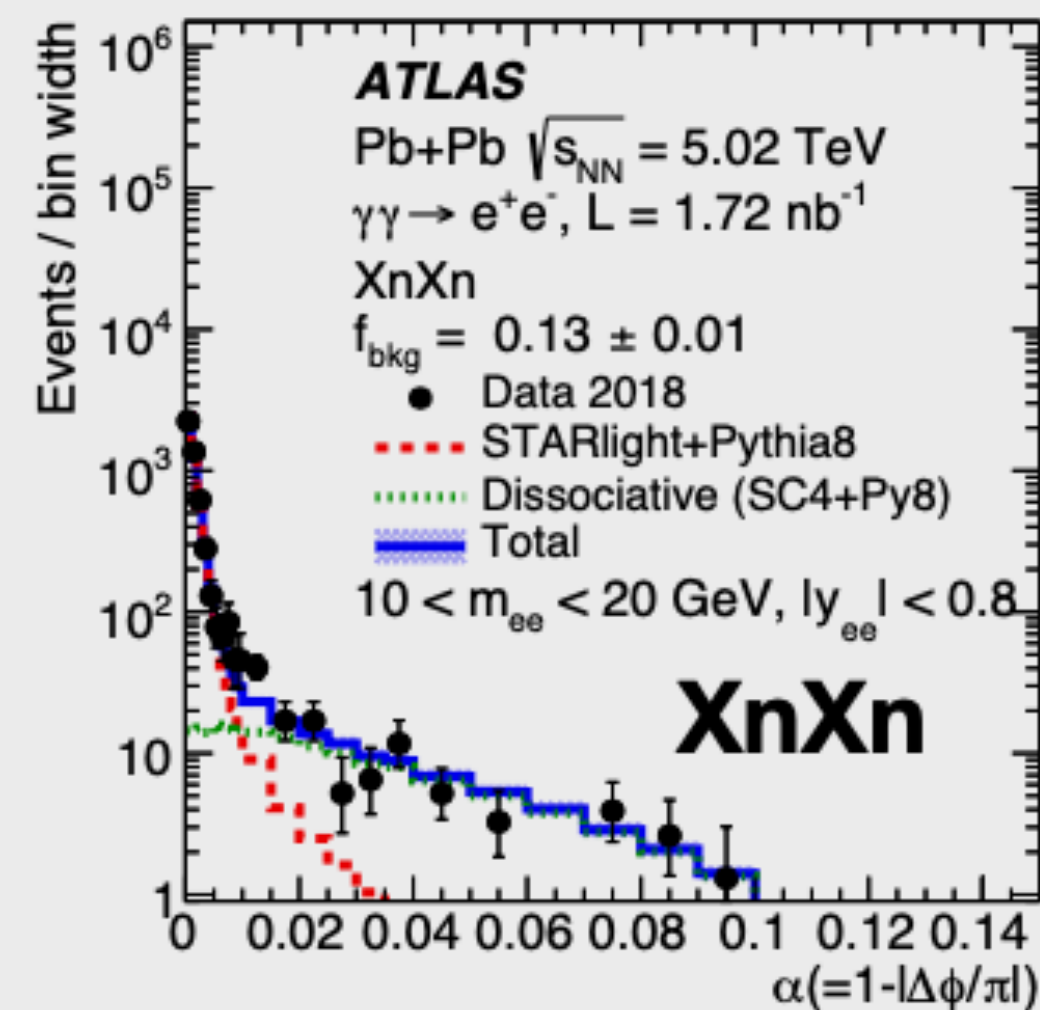 Events / bin width
10⁶
10⁵
10⁴
10³
10²
10
1
ATLAS
Pb+Pb √s_NN = 5.02 TeV
γγ→ e⁺e⁻, L = 1.72 nb⁻¹
XnXn
f_bkg = 0.13 ± 0.01
Data 2018
STARlight+Pythia8
Dissociative (SC4+Py8)
Total
10 < m_ee < 20 GeV, |y_ee| < 0.8
XnXn
0 0.02 0.04 0.06 0.08 0.1 0.12 0.14
α(=1-|Δϕ/π|)